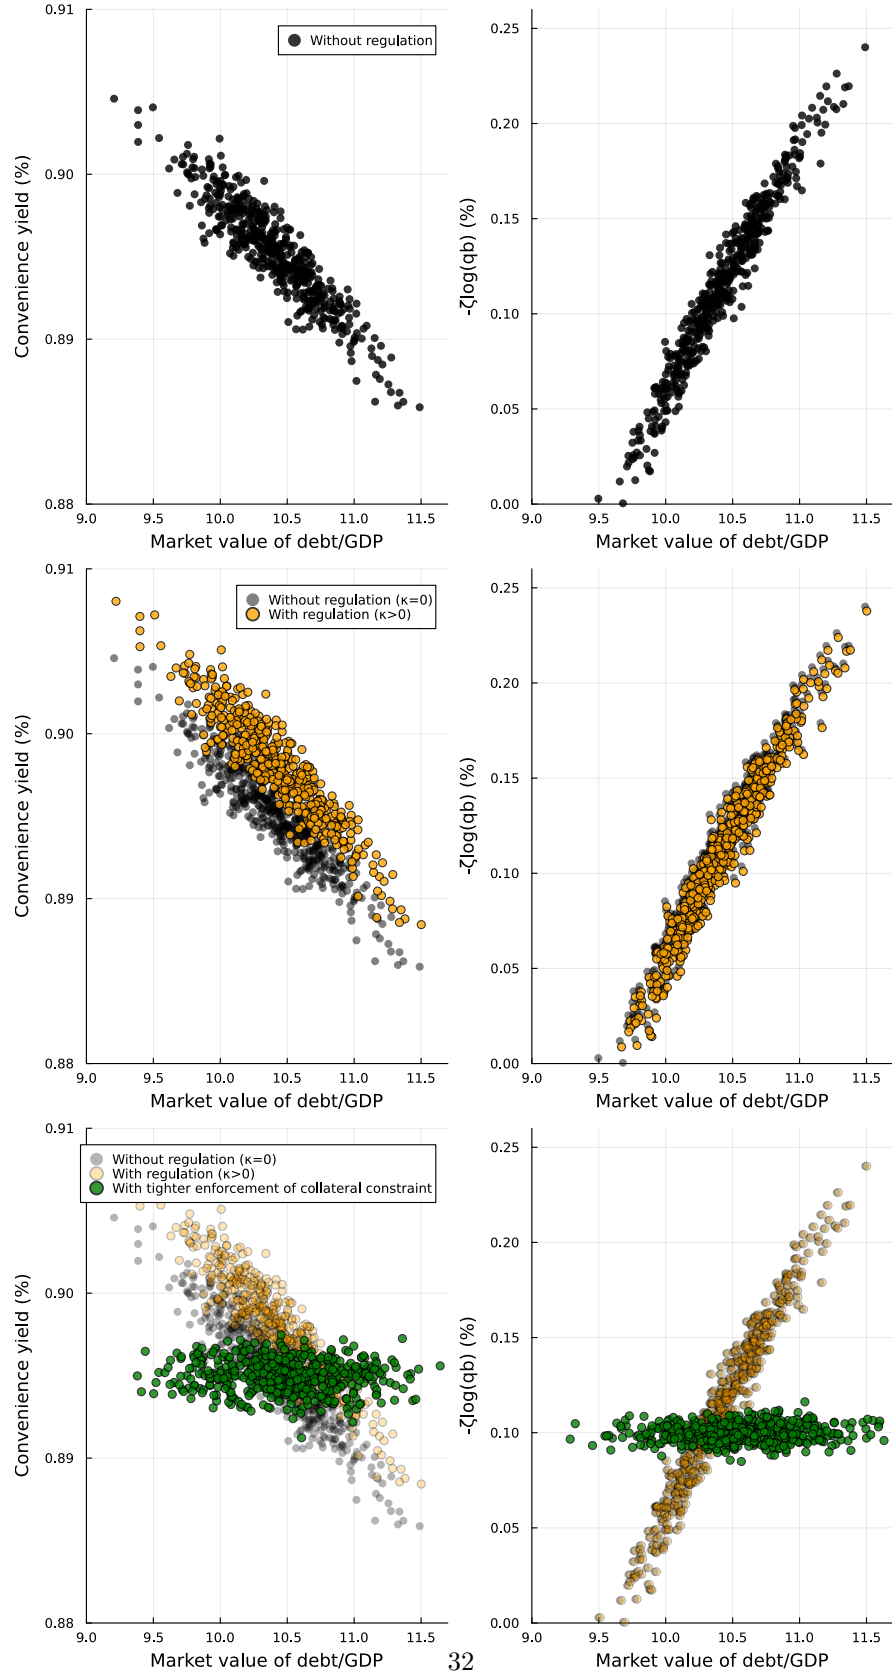 0.91
0.90
0.89
0.88
Convenience yield (%)
Without regulation
9.0 9.5 10.0 10.5 11.0 11.5
Market value of debt/GDP
0.25
0.20
0.15
0.10
0.05
0.00
-ζlog(qb) (%)
9.0 9.5 10.0 10.5 11.0 11.5
Market value of debt/GDP
0.91
0.90
0.89
0.88
Convenience yield (%)
Without regulation (κ=0)
With regulation (κ>0)
9.0 9.5 10.0 10.5 11.0 11.5
Market value of debt/GDP
0.25
0.20
0.15
0.10
0.05
0.00
-ζlog(qb) (%)
9.0 9.5 10.0 10.5 11.0 11.5
Market value of debt/GDP
0.91
0.90
0.89
0.88
Convenience yield (%)
Without regulation (κ=0)
With regulation (κ>0)
With tighter enforcement of collateral constraint
9.0 9.5 10.0 10.5 11.0 11.5
Market value of debt/GDP
0.25
0.20
0.15
0.10
0.05
0.00
-ζlog(qb) (%)
9.0 9.5 10.0 10.5 11.0 11.5
Market value of debt/GDP
32